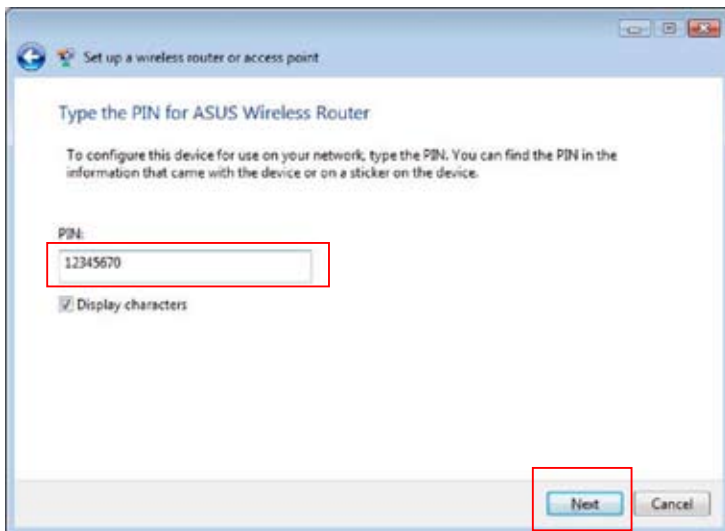 Set up a wireless router or access point
Type the PIN for ASUS Wireless Router
To configure this device for use on your network, type the PIN. You can find the PIN in the
information that came with the device or on a sticker on the device.
PIN:
12345670
Display characters
Next Cancel